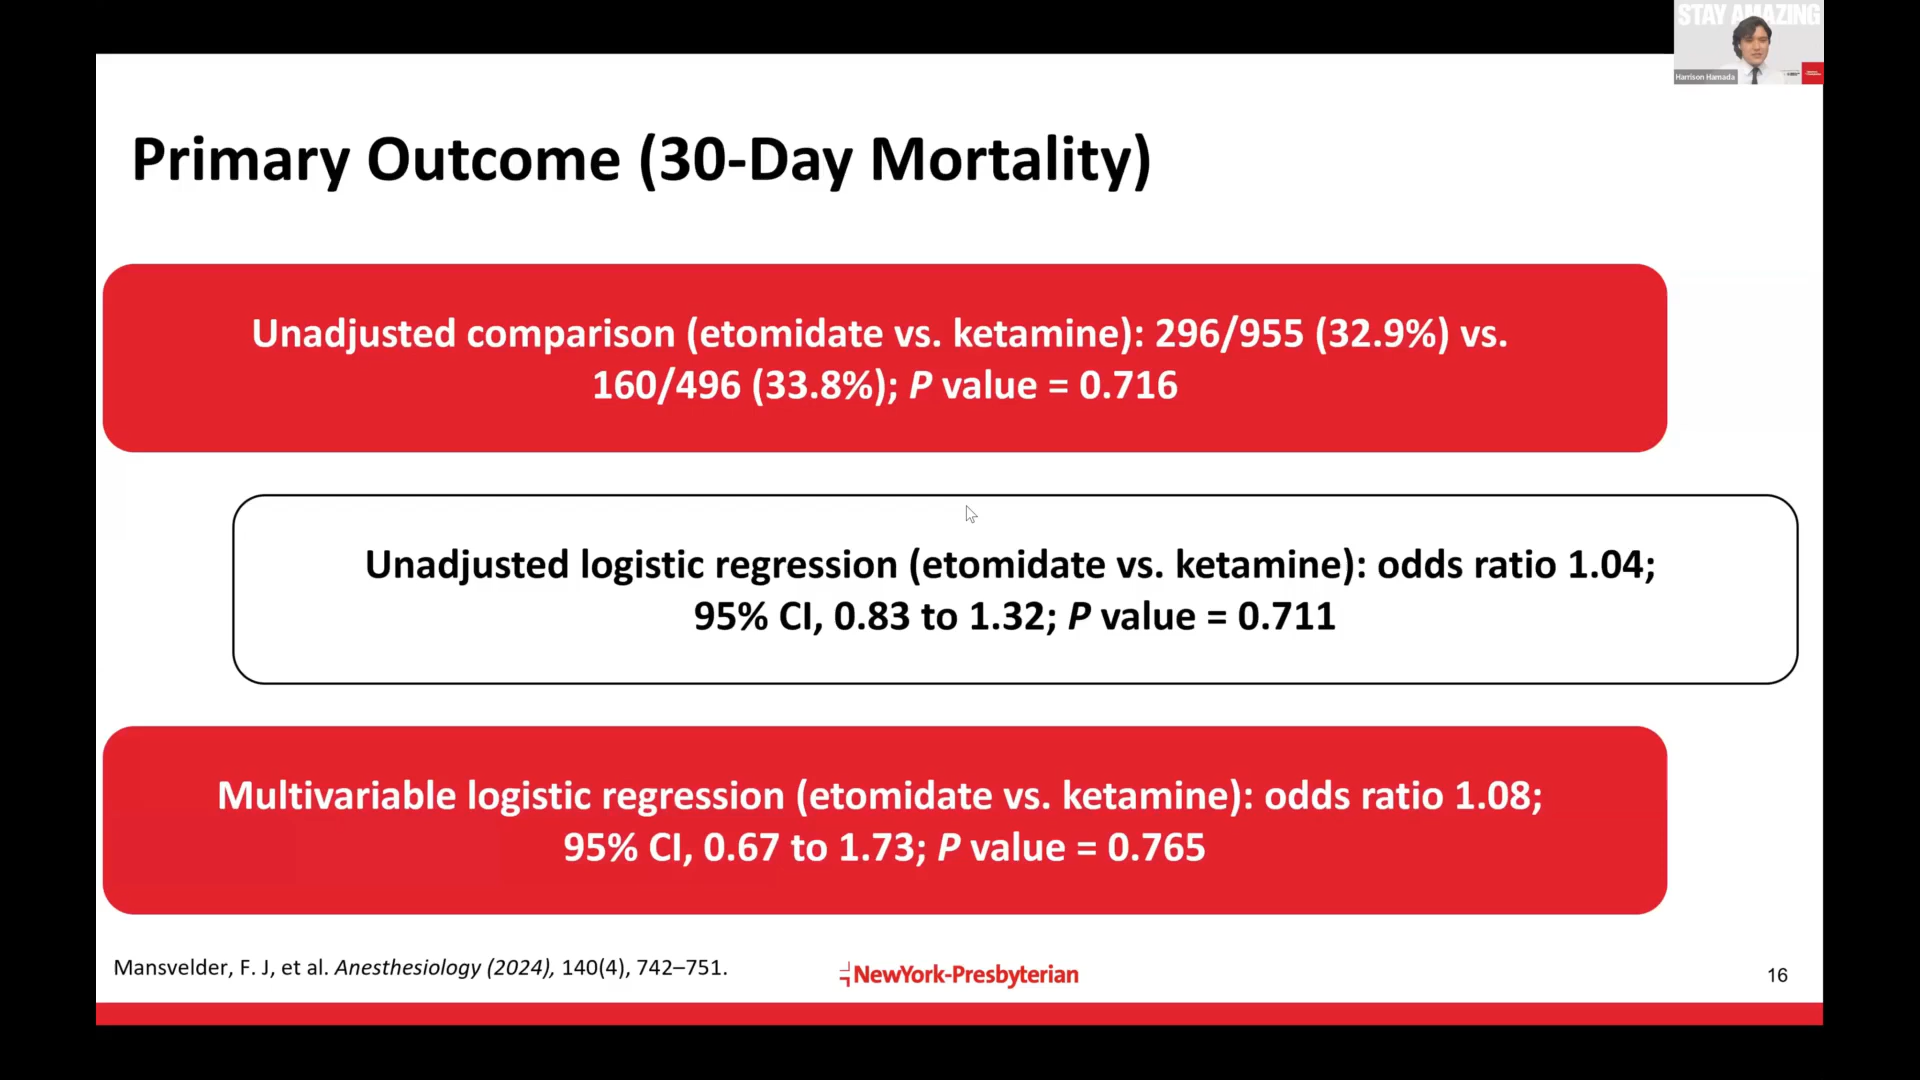 STAY AMAZING
Harrison Hamada
Primary Outcome (30-Day Mortality)
Unadjusted comparison (etomidate vs. ketamine): 296/955 (32.9%) vs.
160/496 (33.8%); P value = 0.716
Unadjusted logistic regression (etomidate vs. ketamine): odds ratio 1.04;
95% CI, 0.83 to 1.32; P value = 0.711
Multivariable logistic regression (etomidate vs. ketamine): odds ratio 1.08;
95% CI, 0.67 to 1.73; P value = 0.765
Mansvelder, F. J, et al. Anesthesiology (2024), 140(4), 742–751.
NewYork-Presbyterian
16